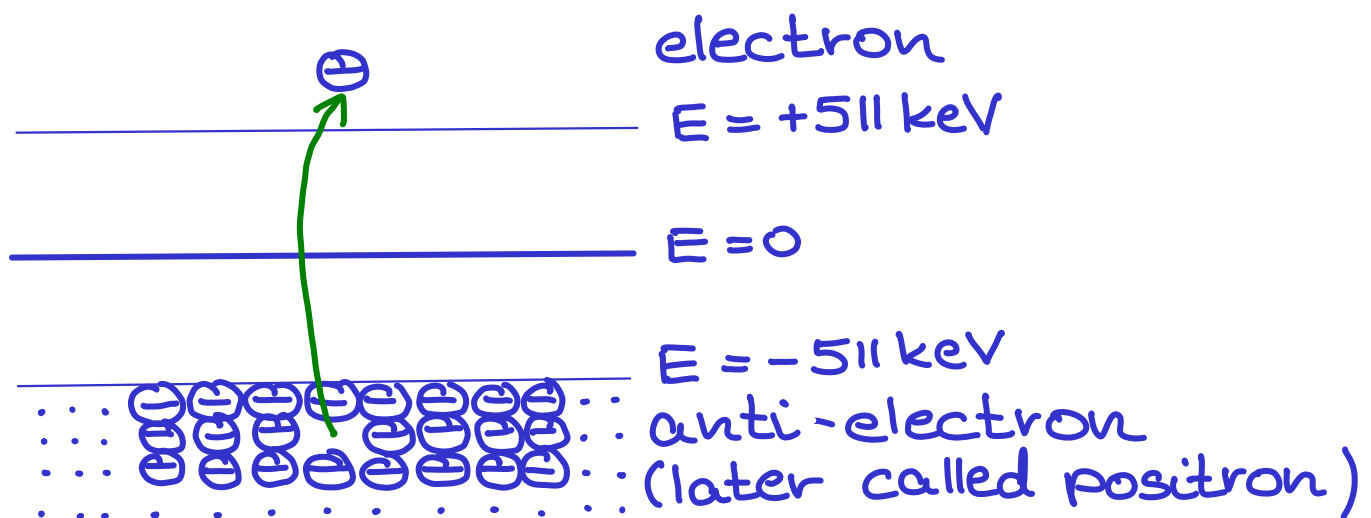 electron
E = +511 keV
E = 0
E = - 511 keV
anti-electron
(later called positron)